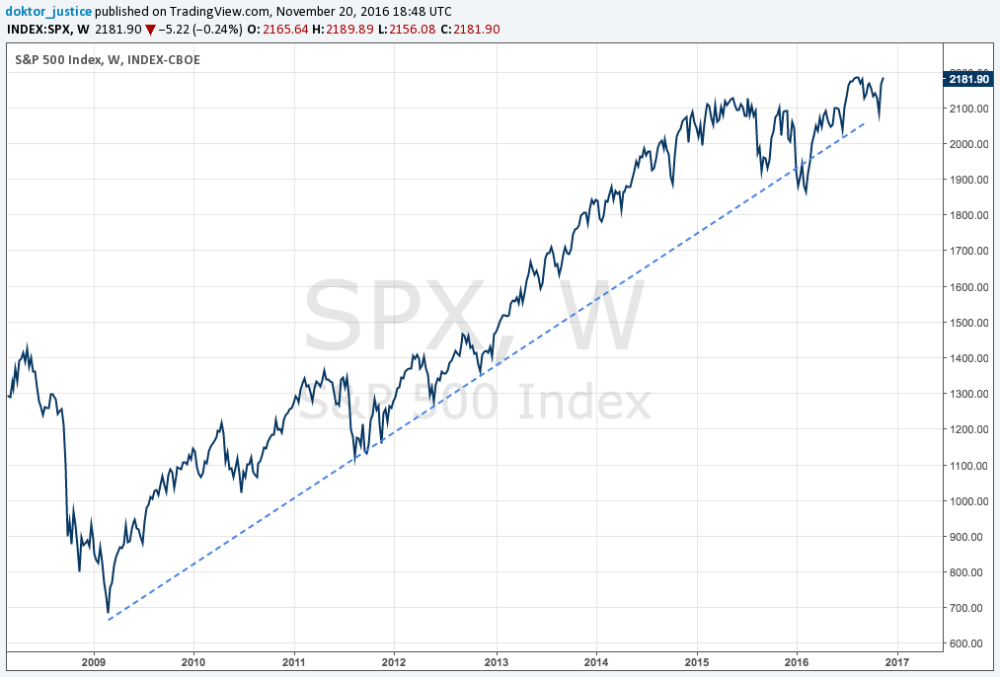 doktor_justice published on TradingView.com, November 20, 2016 18:48 UTC
INDEX:SPX, W 2181.90 ▼ −5.22 (−0.24%) O: 2165.64 H: 2189.89 L: 2156.08 C: 2181.90
S&P 500 Index, W, INDEX-CBOE
2181.90
2100.00
2000.00
1900.00
1800.00
1700.00
1600.00
1500.00
1400.00
1300.00
1200.00
1100.00
1000.00
900.00
800.00
700.00
600.00
SPX, W
S&P 500 Index
2009 2010 2011 2012 2013 2014 2015 2016 2017